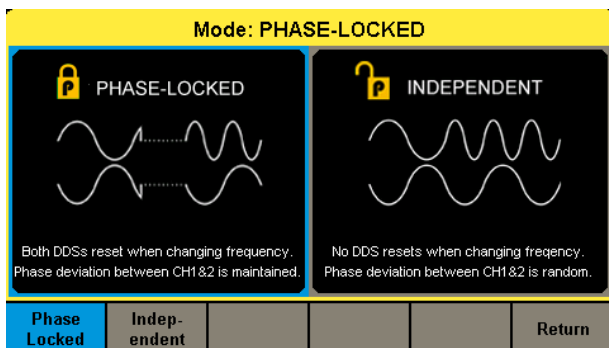 Mode: PHASE-LOCKED
P PHASE-LOCKED
Both DDSs reset when changing frequency.
Phase deviation between CH1&2 is maintained.
P INDEPENDENT
No DDS resets when changing freqency.
Phase deviation between CH1&2 is random.
Phase
Locked
Indep-
endent
Return